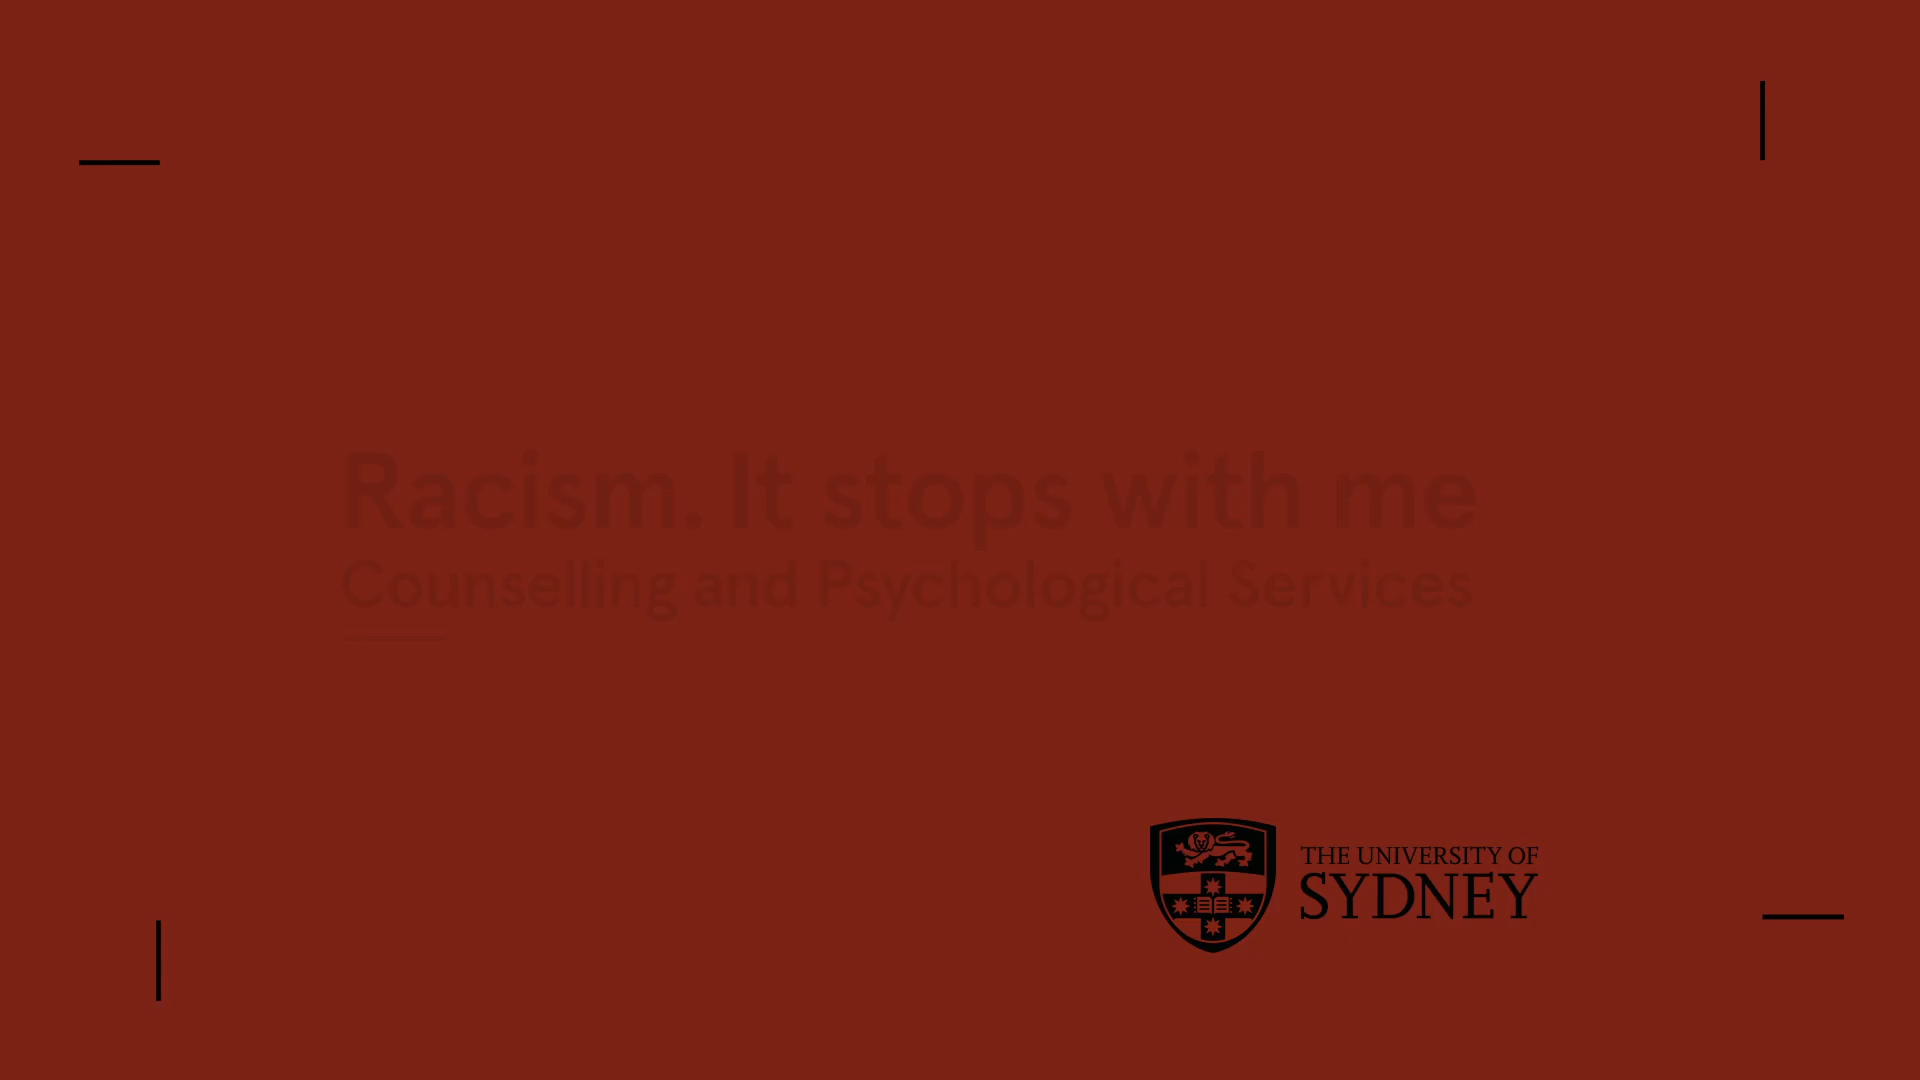 Racism. It stops with me
Counselling and Psychological Services
THE UNIVERSITY OF
SYDNEY